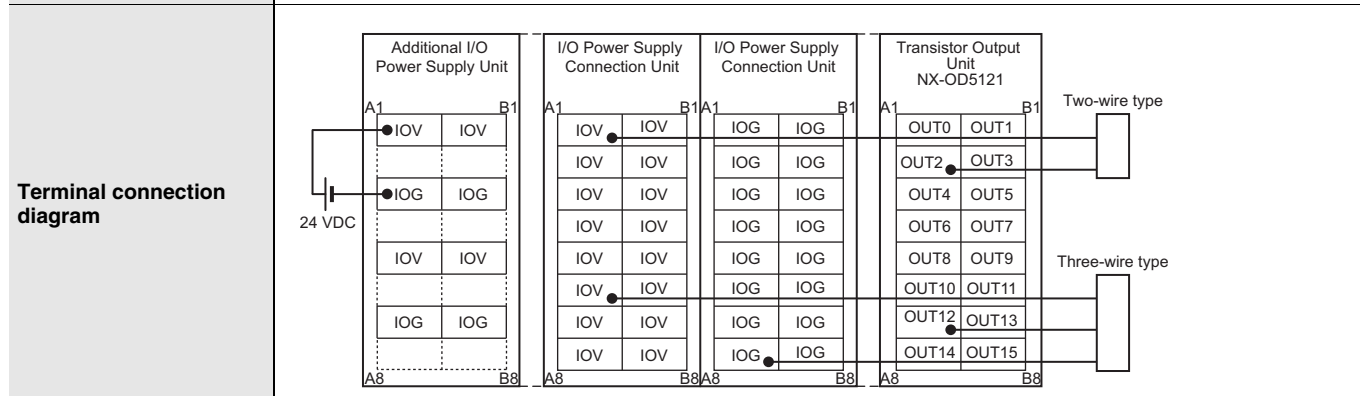 Terminal connection
diagram
Additional I/O
Power Supply Unit
I/O Power Supply
Connection Unit
I/O Power Supply
Connection Unit
Transistor Output
Unit
NX-OD5121
A1 B1 A1 B1 A1 B1 A1 B1
Two-wire type
IOV IOV IOV IOV IOG IOG OUT0 OUT1
IOV IOV IOG IOG OUT2 OUT3
IOG IOG IOV IOV IOG IOG OUT4 OUT5
24 VDC
IOV IOV IOG IOG OUT6 OUT7
IOV IOV IOV IOV IOG IOG OUT8 OUT9
Three-wire type
IOV IOV IOG IOG OUT10 OUT11
IOG IOG IOV IOV IOG IOG OUT12 OUT13
IOV IOV IOG IOG OUT14 OUT15
A8 B8 A8 B8 A8 B8 A8 B8